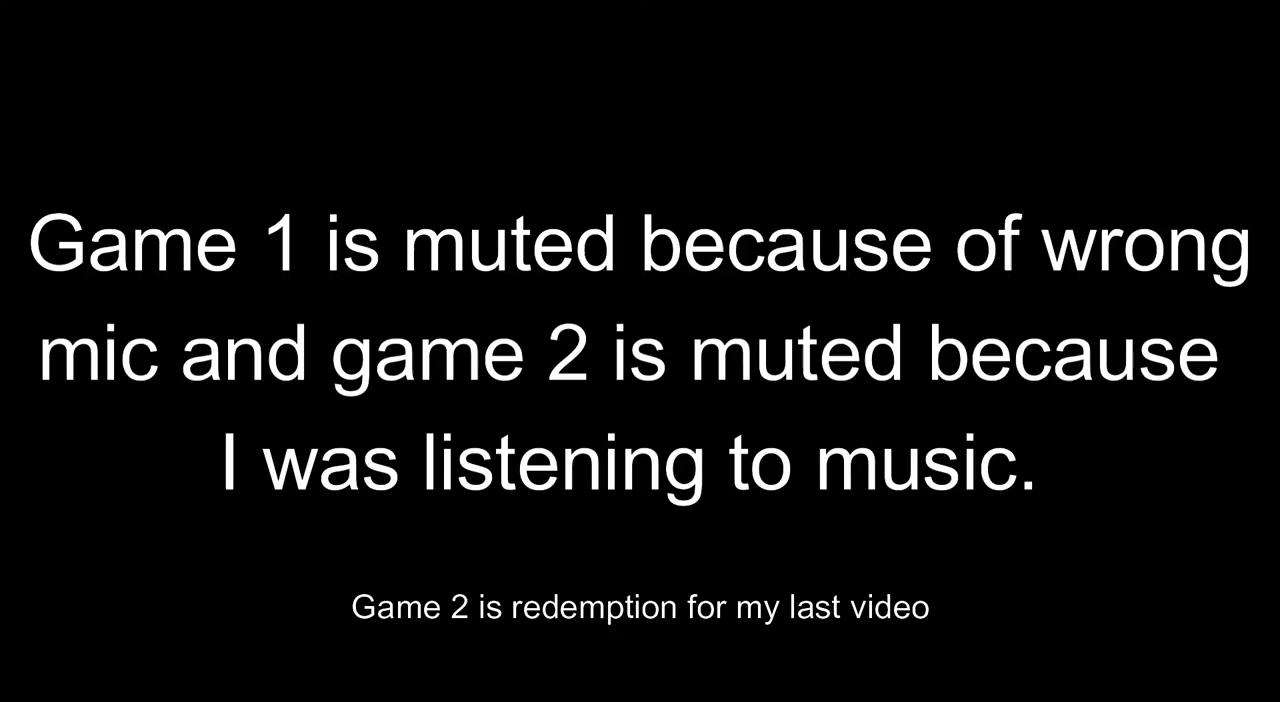 Game 1 is muted because of wrong
mic and game 2 is muted because
I was listening to music.
Game 2 is redemption for my last video